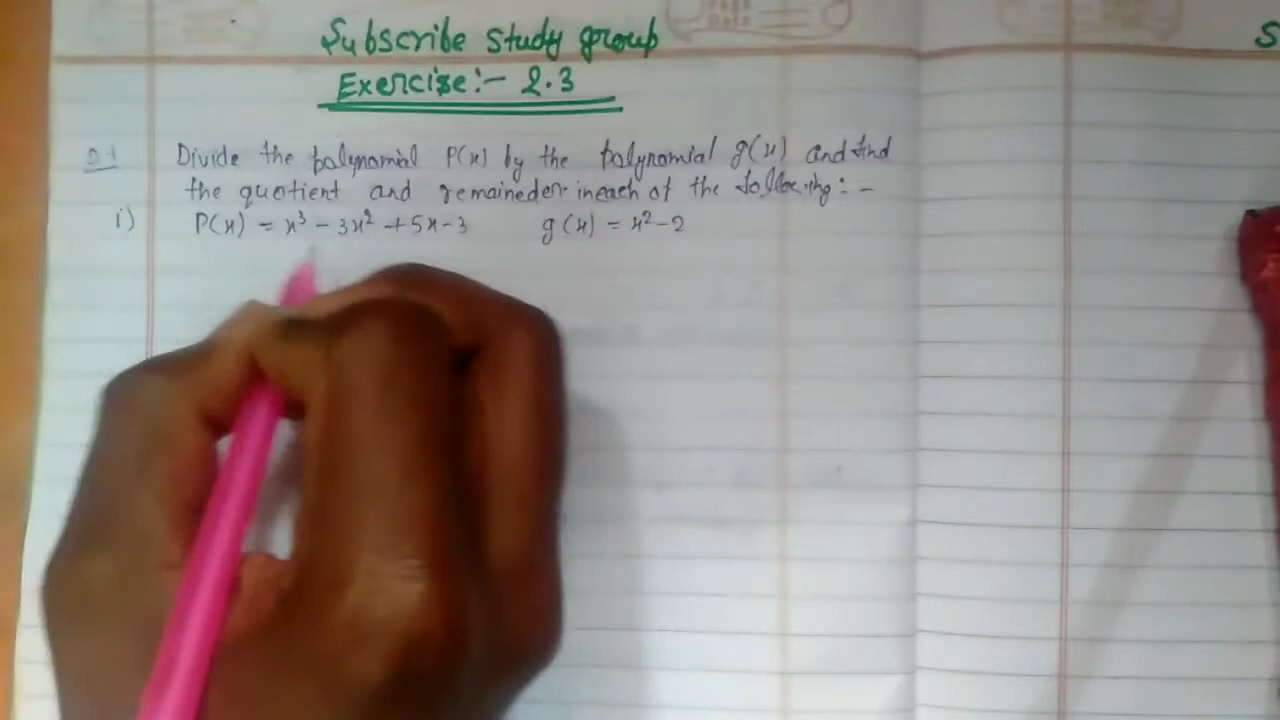 Subscribe study group
Exercise:- 2.3
S
Q1 Divide the polynomial P(x) by the polynomial g(x) and find
the quotient and remaineder in each of the following: -
i) P(x) = x³ - 3x² + 5x - 3 g(x) = x² - 2